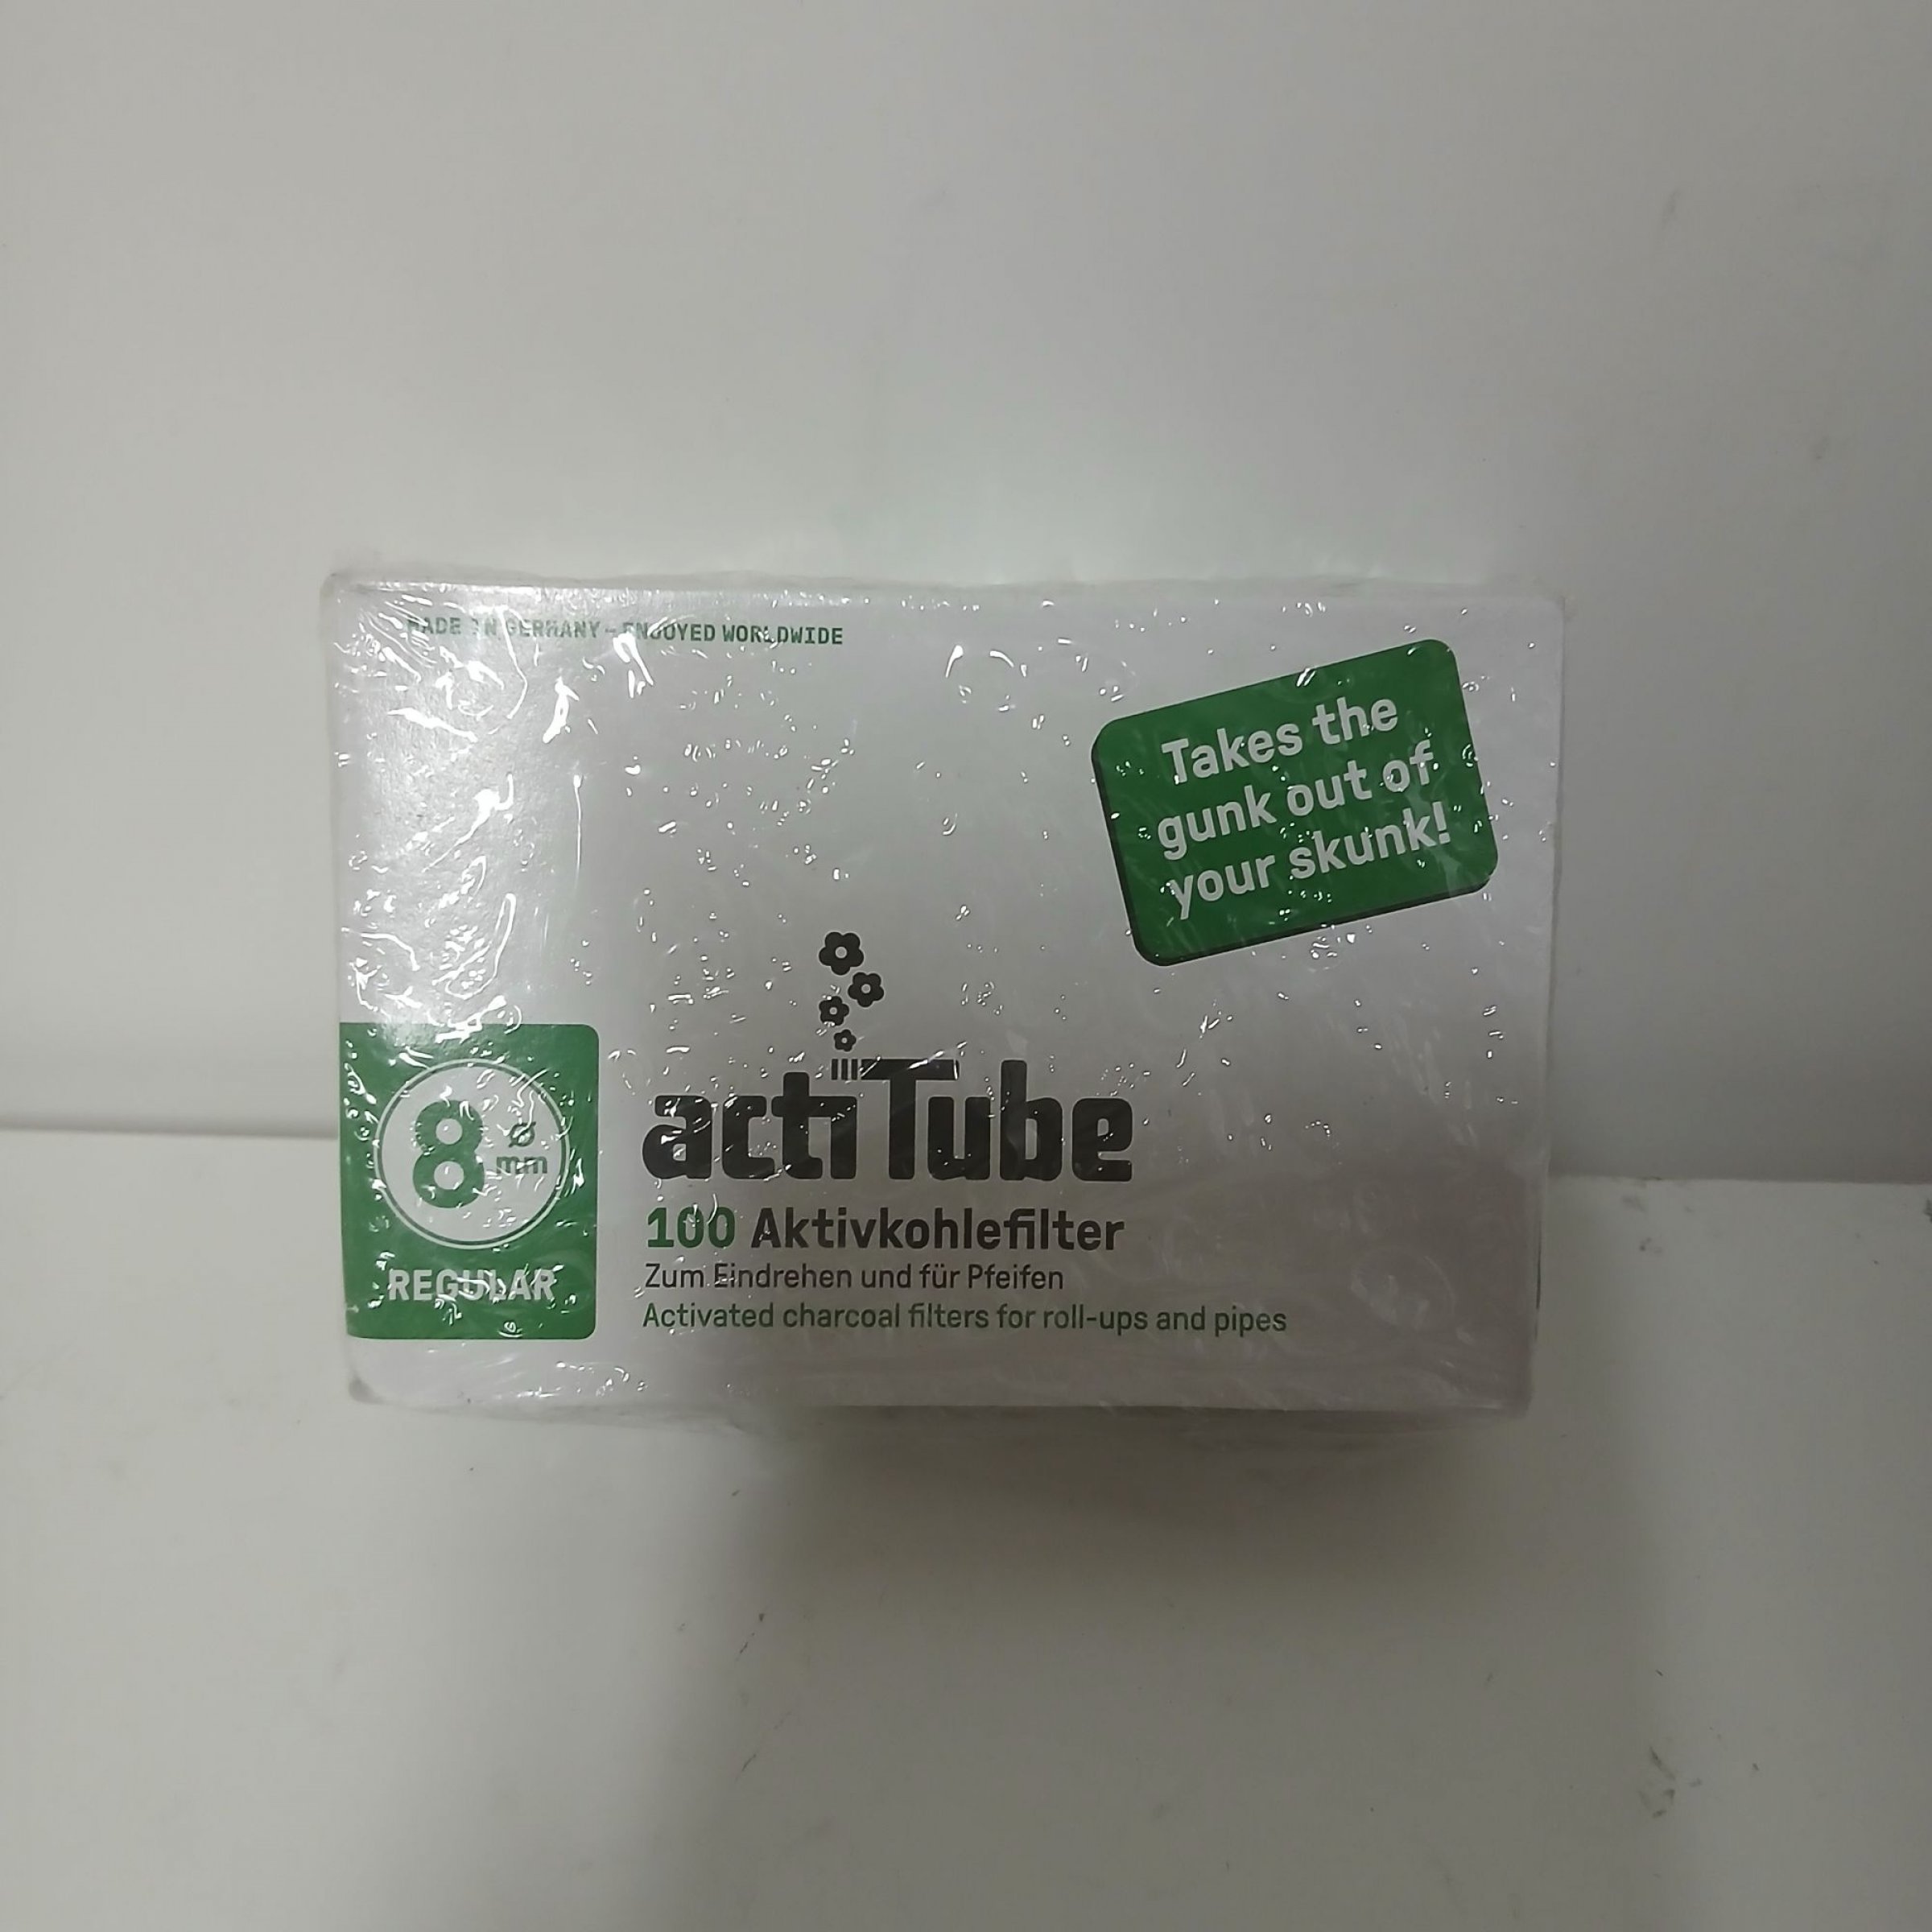 MADE IN GERMANY – ENJOYED WORLDWIDE
Takes the
gunk out of
your skunk!
8 ø
mm
REGULAR
actiTube
100 Aktivkohlefilter
Zum Eindrehen und für Pfeifen
Activated charcoal filters for roll-ups and pipes